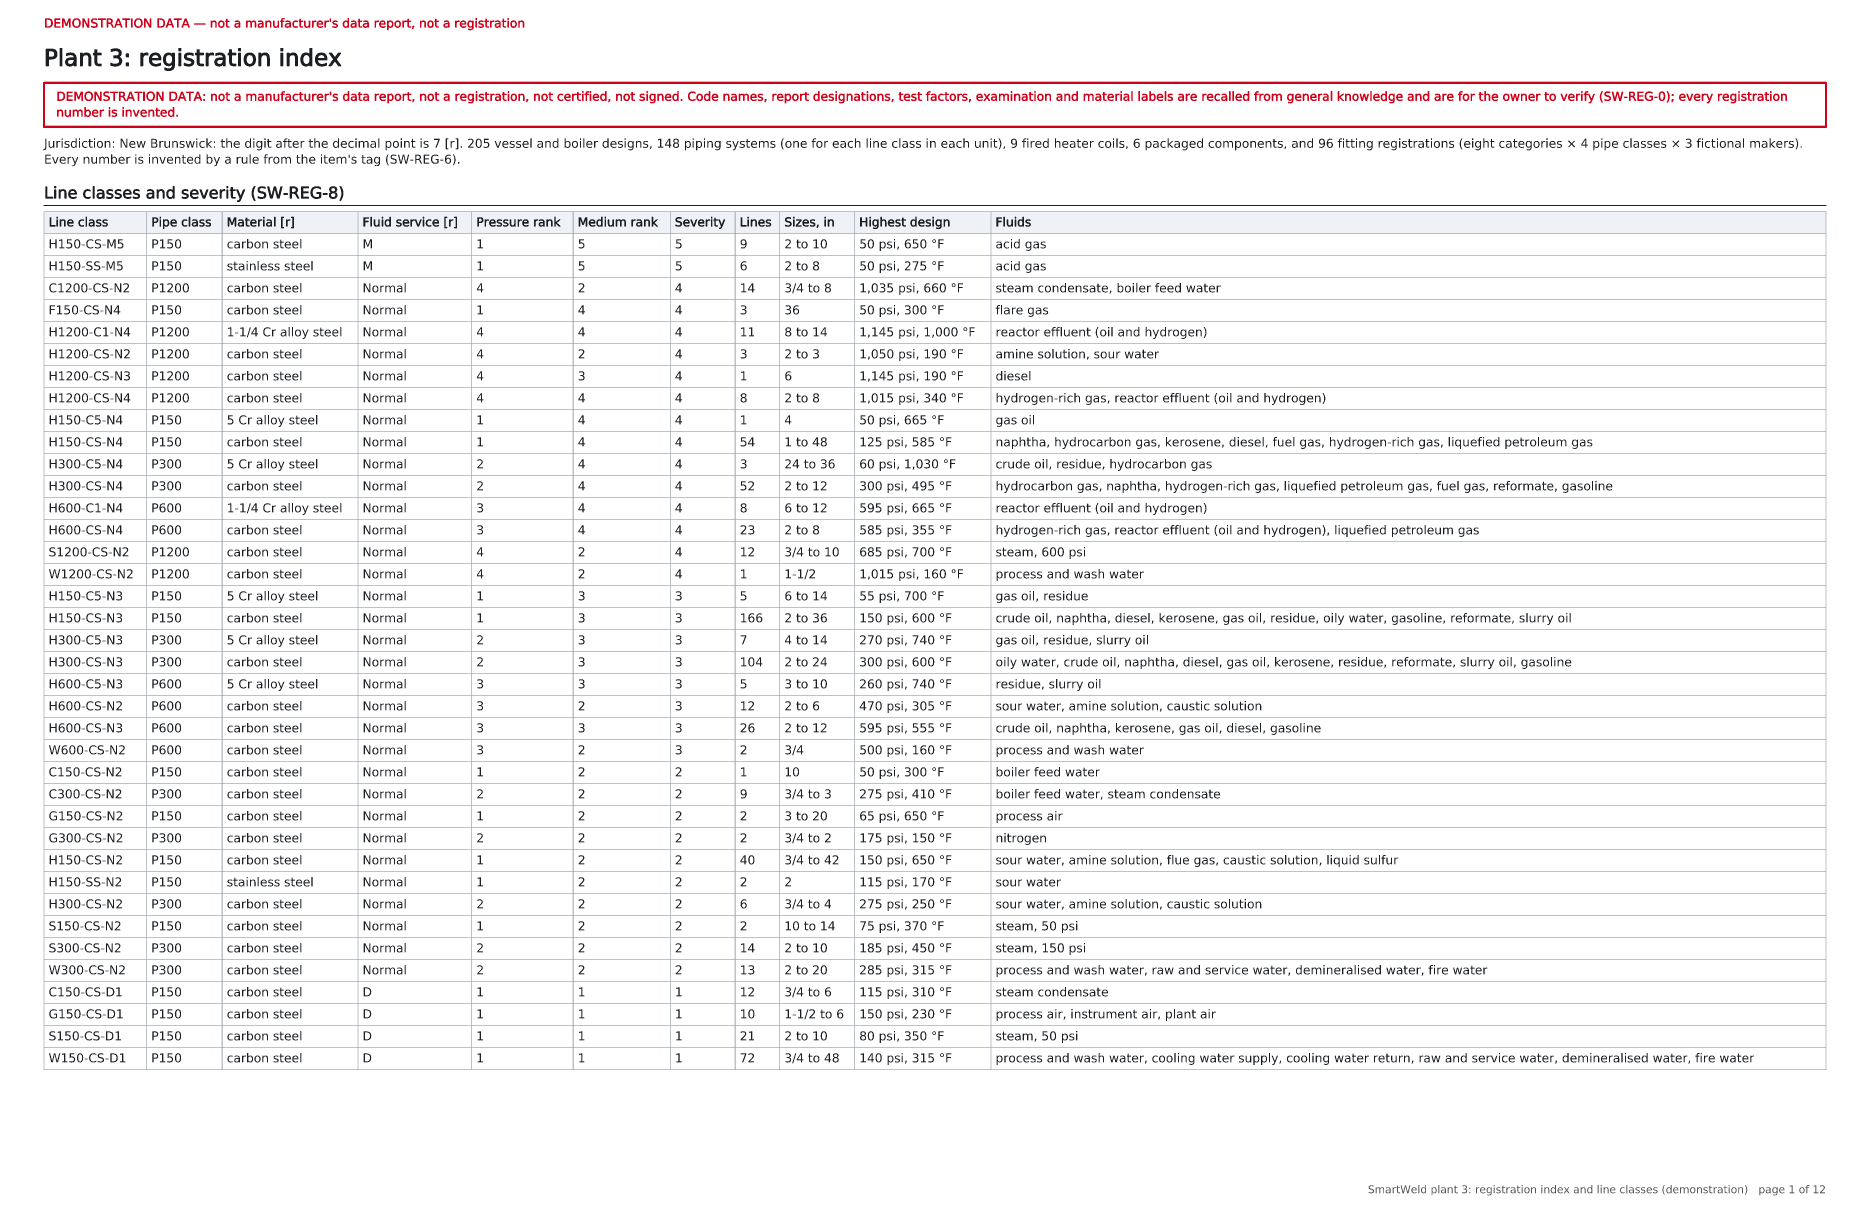 DEMONSTRATION DATA — not a manufacturer's data report, not a registration
Plant 3: registration index
DEMONSTRATION DATA: not a manufacturer's data report, not a registration, not certified, not signed. Code names, report designations, test factors, examination and material labels are recalled from general knowledge and are for the owner to verify (SW-REG-0); every registration
number is invented.
Jurisdiction: New Brunswick: the digit after the decimal point is 7 [r]. 205 vessel and boiler designs, 148 piping systems (one for each line class in each unit), 9 fired heater coils, 6 packaged components, and 96 fitting registrations (eight categories × 4 pipe classes × 3 fictional makers).
Every number is invented by a rule from the item's tag (SW-REG-6).
Line classes and severity (SW-REG-8)
Line class Pipe class Material [r] Fluid service [r] Pressure rank Medium rank Severity Lines Sizes, in Highest design Fluids
H150-CS-M5 P150 carbon steel M 1 5 5 9 2 to 10 50 psi, 650 °F acid gas
H150-SS-M5 P150 stainless steel M 1 5 5 6 2 to 8 50 psi, 275 °F acid gas
C1200-CS-N2 P1200 carbon steel Normal 4 2 4 14 3/4 to 8 1,035 psi, 660 °F steam condensate, boiler feed water
F150-CS-N4 P150 carbon steel Normal 1 4 4 3 36 50 psi, 300 °F flare gas
H1200-C1-N4 P1200 1-1/4 Cr alloy steel Normal 4 4 4 11 8 to 14 1,145 psi, 1,000 °F reactor effluent (oil and hydrogen)
H1200-CS-N2 P1200 carbon steel Normal 4 2 4 3 2 to 3 1,050 psi, 190 °F amine solution, sour water
H1200-CS-N3 P1200 carbon steel Normal 4 3 4 1 6 1,145 psi, 190 °F diesel
H1200-CS-N4 P1200 carbon steel Normal 4 4 4 8 2 to 8 1,015 psi, 340 °F hydrogen-rich gas, reactor effluent (oil and hydrogen)
H150-C5-N4 P150 5 Cr alloy steel Normal 1 4 4 1 4 50 psi, 665 °F gas oil
H150-CS-N4 P150 carbon steel Normal 1 4 4 54 1 to 48 125 psi, 585 °F naphtha, hydrocarbon gas, kerosene, diesel, fuel gas, hydrogen-rich gas, liquefied petroleum gas
H300-C5-N4 P300 5 Cr alloy steel Normal 2 4 4 3 24 to 36 60 psi, 1,030 °F crude oil, residue, hydrocarbon gas
H300-CS-N4 P300 carbon steel Normal 2 4 4 52 2 to 12 300 psi, 495 °F hydrocarbon gas, naphtha, hydrogen-rich gas, liquefied petroleum gas, fuel gas, reformate, gasoline
H600-C1-N4 P600 1-1/4 Cr alloy steel Normal 3 4 4 8 6 to 12 595 psi, 665 °F reactor effluent (oil and hydrogen)
H600-CS-N4 P600 carbon steel Normal 3 4 4 23 2 to 8 585 psi, 355 °F hydrogen-rich gas, reactor effluent (oil and hydrogen), liquefied petroleum gas
S1200-CS-N2 P1200 carbon steel Normal 4 2 4 12 3/4 to 10 685 psi, 700 °F steam, 600 psi
W1200-CS-N2 P1200 carbon steel Normal 4 2 4 1 1-1/2 1,015 psi, 160 °F process and wash water
H150-C5-N3 P150 5 Cr alloy steel Normal 1 3 3 5 6 to 14 55 psi, 700 °F gas oil, residue
H150-CS-N3 P150 carbon steel Normal 1 3 3 166 2 to 36 150 psi, 600 °F crude oil, naphtha, diesel, kerosene, gas oil, residue, oily water, gasoline, reformate, slurry oil
H300-C5-N3 P300 5 Cr alloy steel Normal 2 3 3 7 4 to 14 270 psi, 740 °F gas oil, residue, slurry oil
H300-CS-N3 P300 carbon steel Normal 2 3 3 104 2 to 24 300 psi, 600 °F oily water, crude oil, naphtha, diesel, gas oil, kerosene, residue, reformate, slurry oil, gasoline
H600-C5-N3 P600 5 Cr alloy steel Normal 3 3 3 5 3 to 10 260 psi, 740 °F residue, slurry oil
H600-CS-N2 P600 carbon steel Normal 3 2 3 12 2 to 6 470 psi, 305 °F sour water, amine solution, caustic solution
H600-CS-N3 P600 carbon steel Normal 3 3 3 26 2 to 12 595 psi, 555 °F crude oil, naphtha, kerosene, gas oil, diesel, gasoline
W600-CS-N2 P600 carbon steel Normal 3 2 3 2 3/4 500 psi, 160 °F process and wash water
C150-CS-N2 P150 carbon steel Normal 1 2 2 1 10 50 psi, 300 °F boiler feed water
C300-CS-N2 P300 carbon steel Normal 2 2 2 9 3/4 to 3 275 psi, 410 °F boiler feed water, steam condensate
G150-CS-N2 P150 carbon steel Normal 1 2 2 2 3 to 20 65 psi, 650 °F process air
G300-CS-N2 P300 carbon steel Normal 2 2 2 2 3/4 to 2 175 psi, 150 °F nitrogen
H150-CS-N2 P150 carbon steel Normal 1 2 2 40 3/4 to 42 150 psi, 650 °F sour water, amine solution, flue gas, caustic solution, liquid sulfur
H150-SS-N2 P150 stainless steel Normal 1 2 2 2 2 115 psi, 170 °F sour water
H300-CS-N2 P300 carbon steel Normal 2 2 2 6 3/4 to 4 275 psi, 250 °F sour water, amine solution, caustic solution
S150-CS-N2 P150 carbon steel Normal 1 2 2 2 10 to 14 75 psi, 370 °F steam, 50 psi
S300-CS-N2 P300 carbon steel Normal 2 2 2 14 2 to 10 185 psi, 450 °F steam, 150 psi
W300-CS-N2 P300 carbon steel Normal 2 2 2 13 2 to 20 285 psi, 315 °F process and wash water, raw and service water, demineralised water, fire water
C150-CS-D1 P150 carbon steel D 1 1 1 12 3/4 to 6 115 psi, 310 °F steam condensate
G150-CS-D1 P150 carbon steel D 1 1 1 10 1-1/2 to 6 150 psi, 230 °F process air, instrument air, plant air
S150-CS-D1 P150 carbon steel D 1 1 1 21 2 to 10 80 psi, 350 °F steam, 50 psi
W150-CS-D1 P150 carbon steel D 1 1 1 72 3/4 to 48 140 psi, 315 °F process and wash water, cooling water supply, cooling water return, raw and service water, demineralised water, fire water
SmartWeld plant 3: registration index and line classes (demonstration) page 1 of 12